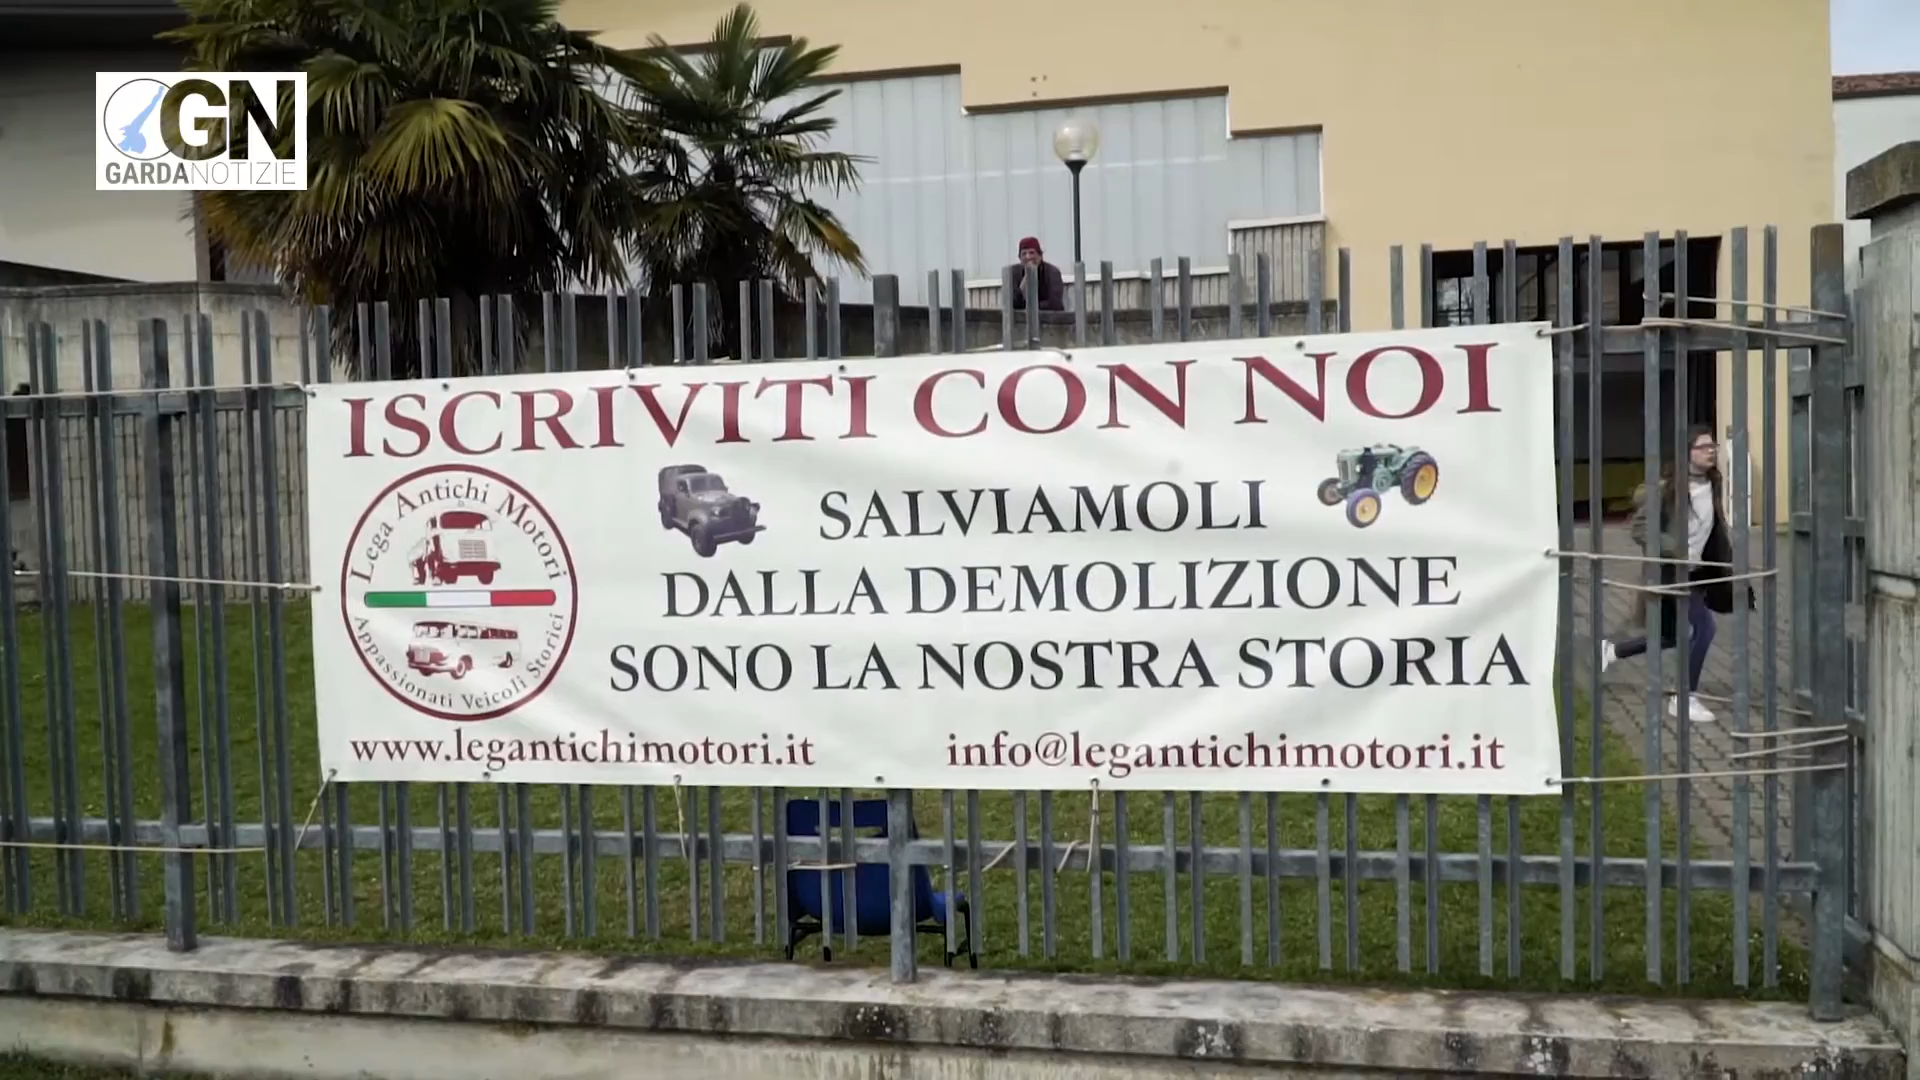 GN
GARDANOTIZIE
ISCRIVITI CON NOI
Lega Antichi Motori
Appassionati Veicoli Storici
SALVIAMOLI
DALLA DEMOLIZIONE
SONO LA NOSTRA STORIA
www.legantichimotori.it
info@legantichimotori.it